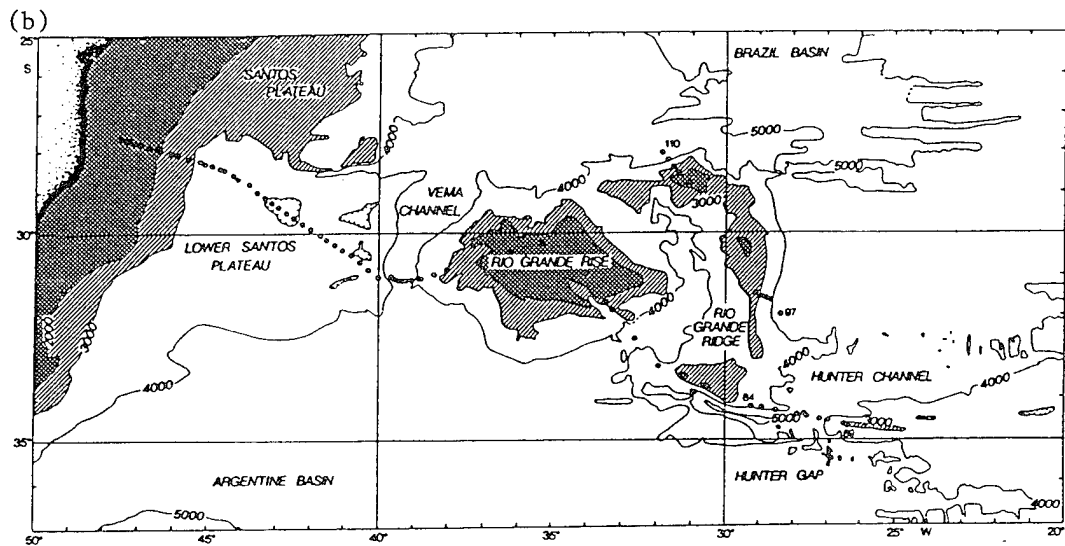 (b)
25
S
SANTOS
PLATEAU
BRAZIL BASIN
5000
5000
110
4000
3000
VEMA
CHANNEL
30
RIO GRANDE RISE
LOWER SANTOS
PLATEAU
4000
97
RIO
GRANDE
RIDGE
4000
4000
HUNTER CHANNEL
4000
84
5000
3000
35
ARGENTINE BASIN
HUNTER GAP
5000
4000
50° 45° 40° 35° 30° 25° W 20°